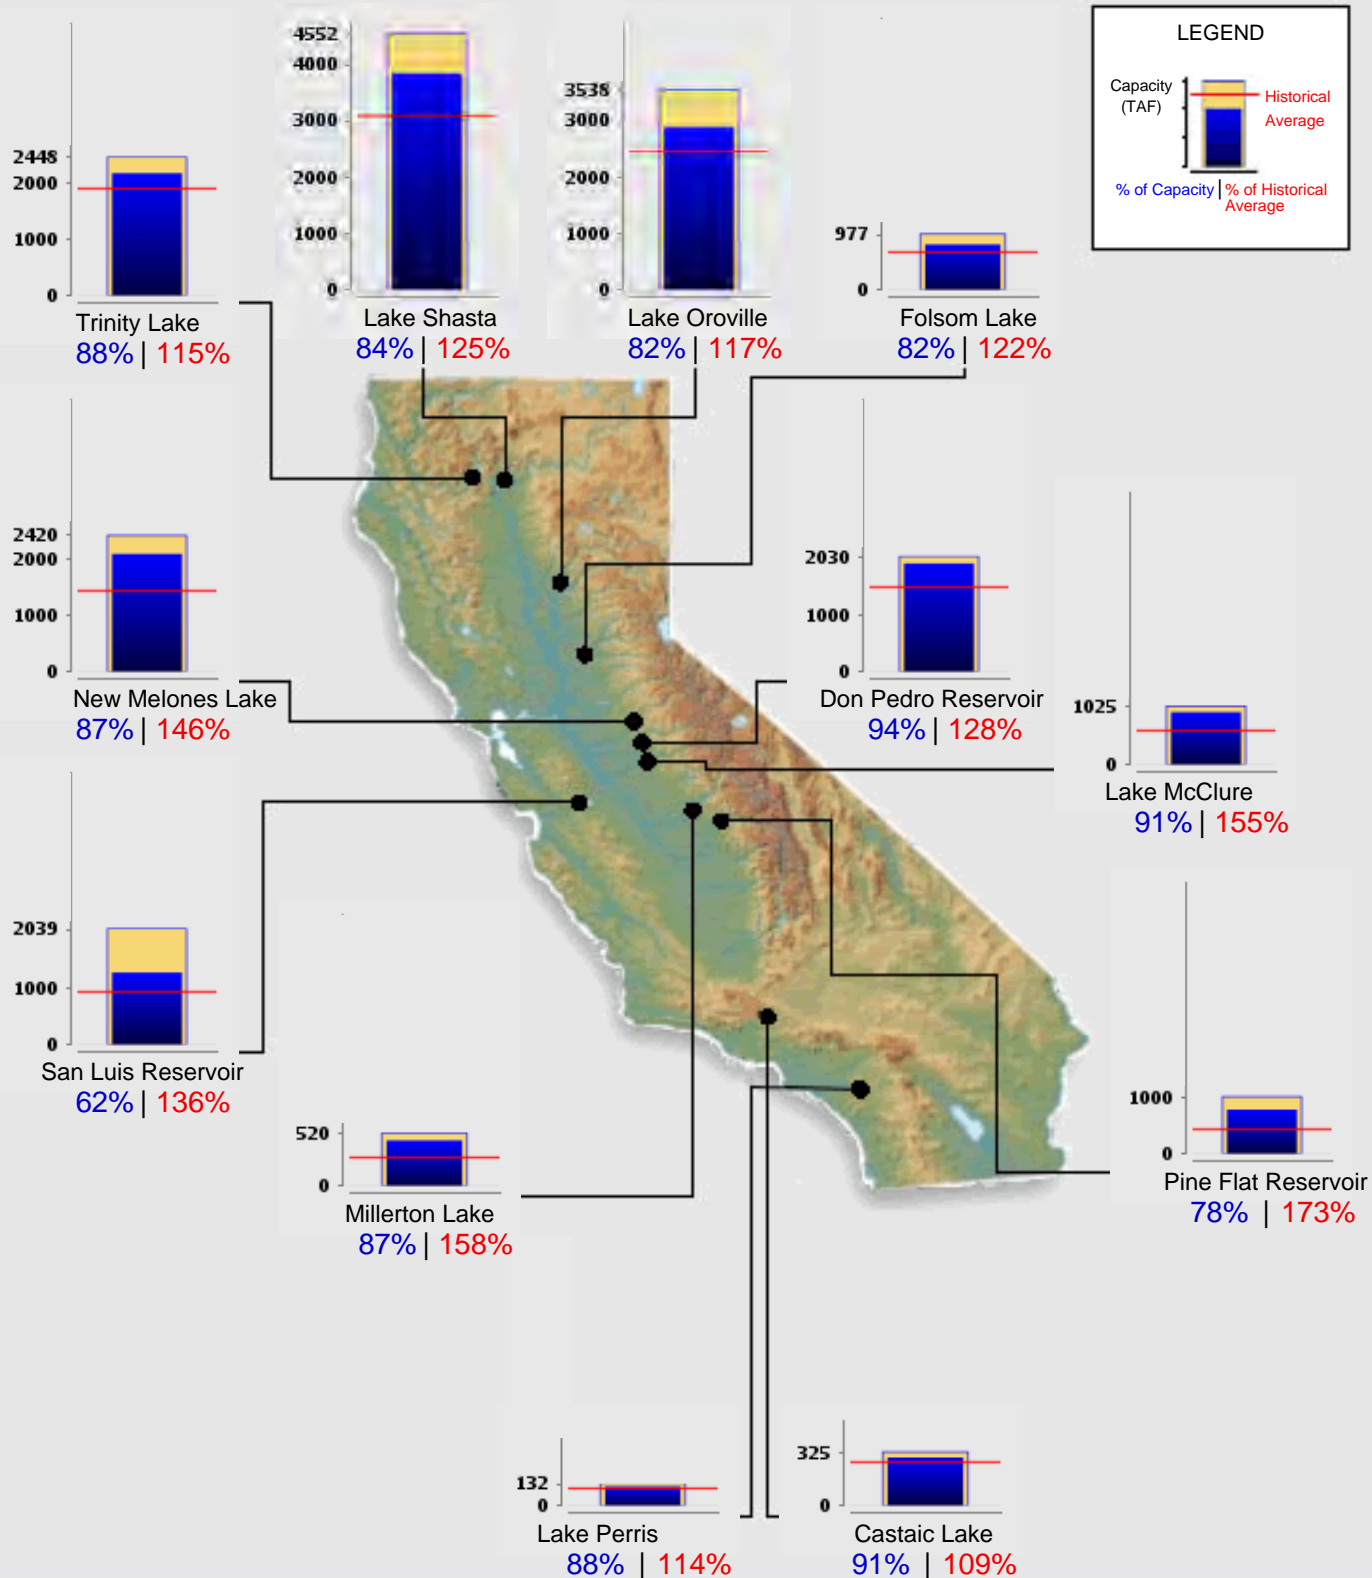 LEGEND
Capacity
(TAF)
Historical
Average
% of Capacity | % of Historical
Average
2448
2000
1000
0
Trinity Lake
88% | 115%
4552
4000
3000
2000
1000
0
Lake Shasta
84% | 125%
3538
3000
2000
1000
0
Lake Oroville
82% | 117%
977
0
Folsom Lake
82% | 122%
2420
2000
1000
0
New Melones Lake
87% | 146%
2030
1000
0
Don Pedro Reservoir
94% | 128%
1025
0
Lake McClure
91% | 155%
2039
1000
0
San Luis Reservoir
62% | 136%
520
0
Millerton Lake
87% | 158%
1000
0
Pine Flat Reservoir
78% | 173%
132
0
Lake Perris
88% | 114%
325
0
Castaic Lake
91% | 109%